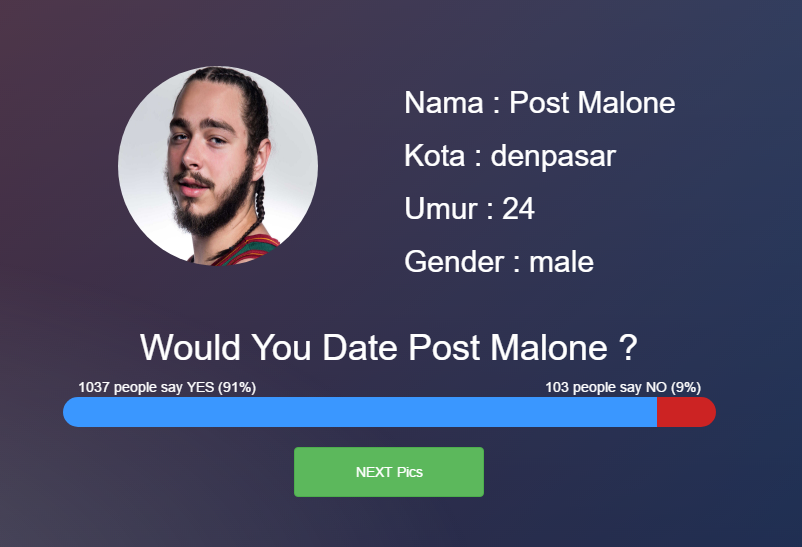 Nama : Post Malone
Kota : denpasar
Umur : 24
Gender : male
Would You Date Post Malone ?
1037 people say YES (91%) 103 people say NO (9%)
NEXT Pics